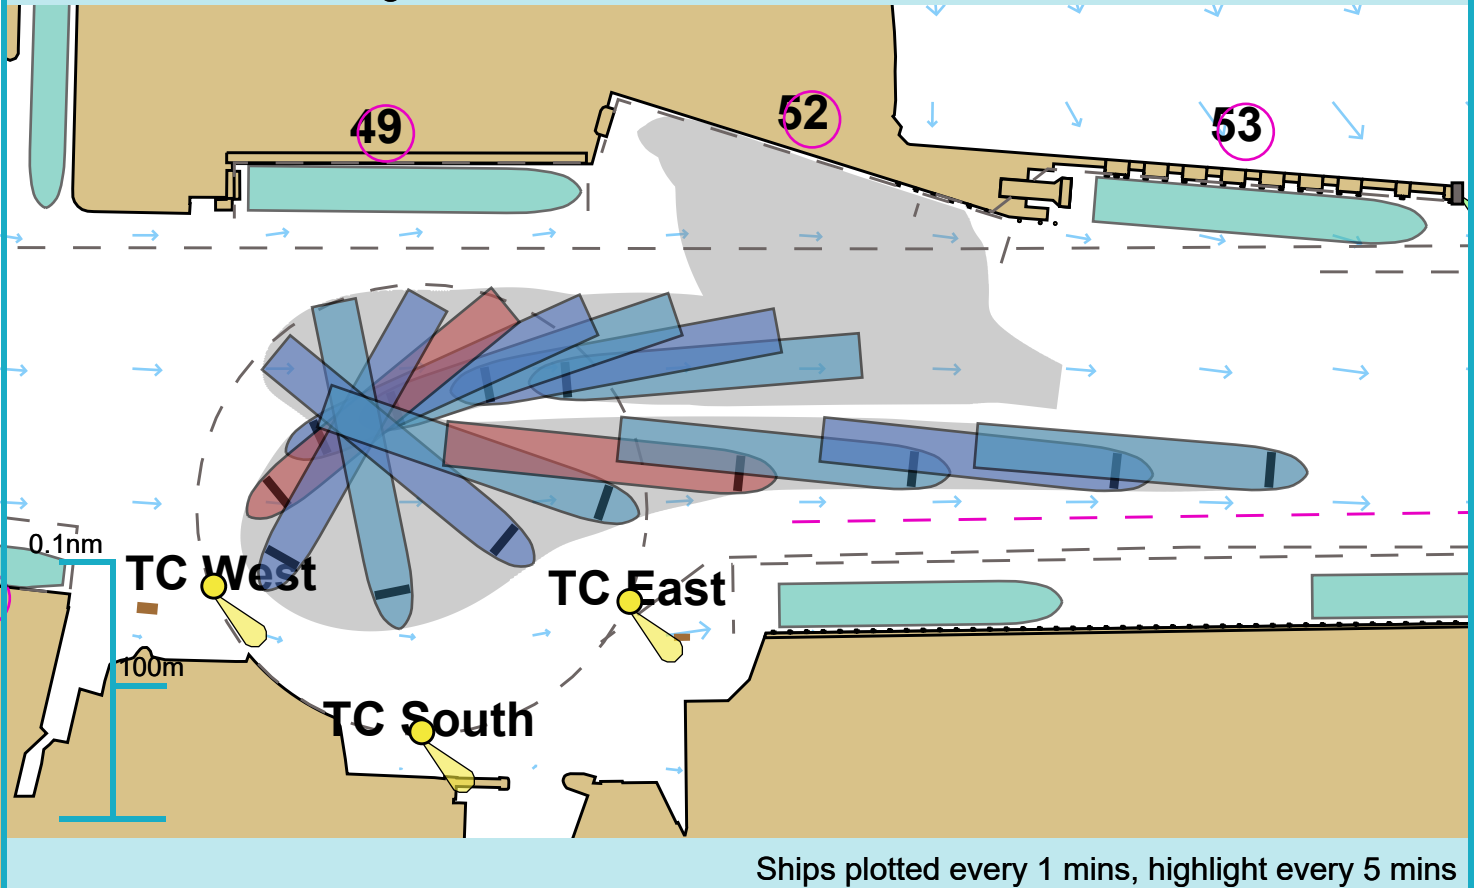 49
52
53
0.1nm
TC West
TC East
100m
TC South
Ships plotted every 1 mins, highlight every 5 mins